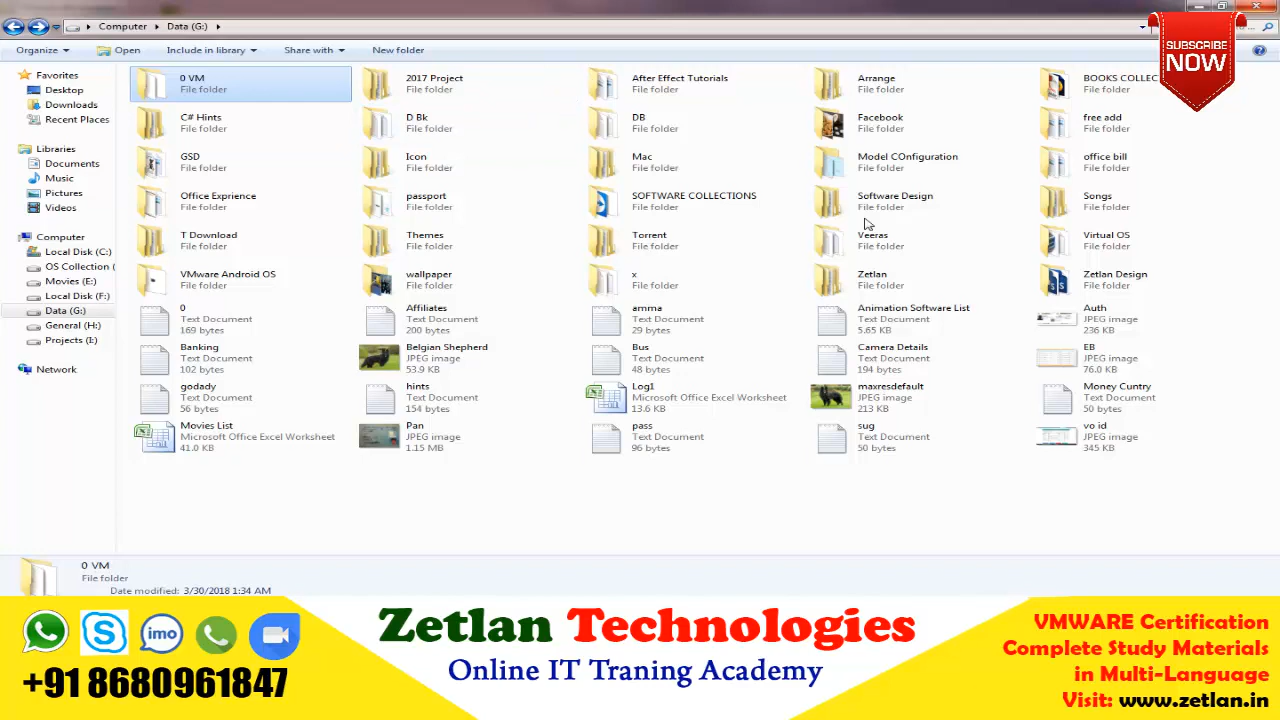 Computer ▸ Data (G:) ▸
SUBSCRIBE
NOW
Organize Open Include in library Share with New folder
Favorites
Desktop
Downloads
Recent Places
Libraries
Documents
Music
Pictures
Videos
Computer
Local Disk (C:)
OS Collection (
Movies (E:)
Local Disk (F:)
Data (G:)
General (H:)
Projects (I:)
Network
0 VM
File folder
2017 Project
File folder
After Effect Tutorials
File folder
Arrange
File folder
BOOKS COLLEC
File folder
C# Hints
File folder
D Bk
File folder
DB
File folder
Facebook
File folder
free add
File folder
GSD
File folder
Icon
File folder
Mac
File folder
Model COnfiguration
File folder
office bill
File folder
Office Exprience
File folder
passport
File folder
SOFTWARE COLLECTIONS
File folder
Software Design
File folder
Songs
File folder
T Download
File folder
Themes
File folder
Torrent
File folder
Veeras
File folder
Virtual OS
File folder
VMware Android OS
File folder
wallpaper
File folder
x
File folder
Zetlan
File folder
Zetlan Design
File folder
0
Text Document
169 bytes
Affiliates
Text Document
200 bytes
amma
Text Document
29 bytes
Animation Software List
Text Document
5.65 KB
Auth
JPEG image
236 KB
Banking
Text Document
102 bytes
Belgian Shepherd
JPEG image
53.9 KB
Bus
Text Document
48 bytes
Camera Details
Text Document
194 bytes
EB
JPEG image
76.0 KB
godady
Text Document
56 bytes
hints
Text Document
154 bytes
Log1
Microsoft Office Excel Worksheet
13.6 KB
maxresdefault
JPEG image
213 KB
Money Cuntry
Text Document
50 bytes
Movies List
Microsoft Office Excel Worksheet
41.0 KB
Pan
JPEG image
1.15 MB
pass
Text Document
96 bytes
sug
Text Document
50 bytes
vo id
JPEG image
345 KB
0 VM
File folder
Date modified: 3/30/2018 1:34 AM
imo
+91 8680961847
Zetlan Technologies
Online IT Traning Academy
VMWARE Certification
Complete Study Materials
in Multi-Language
Visit: www.zetlan.in